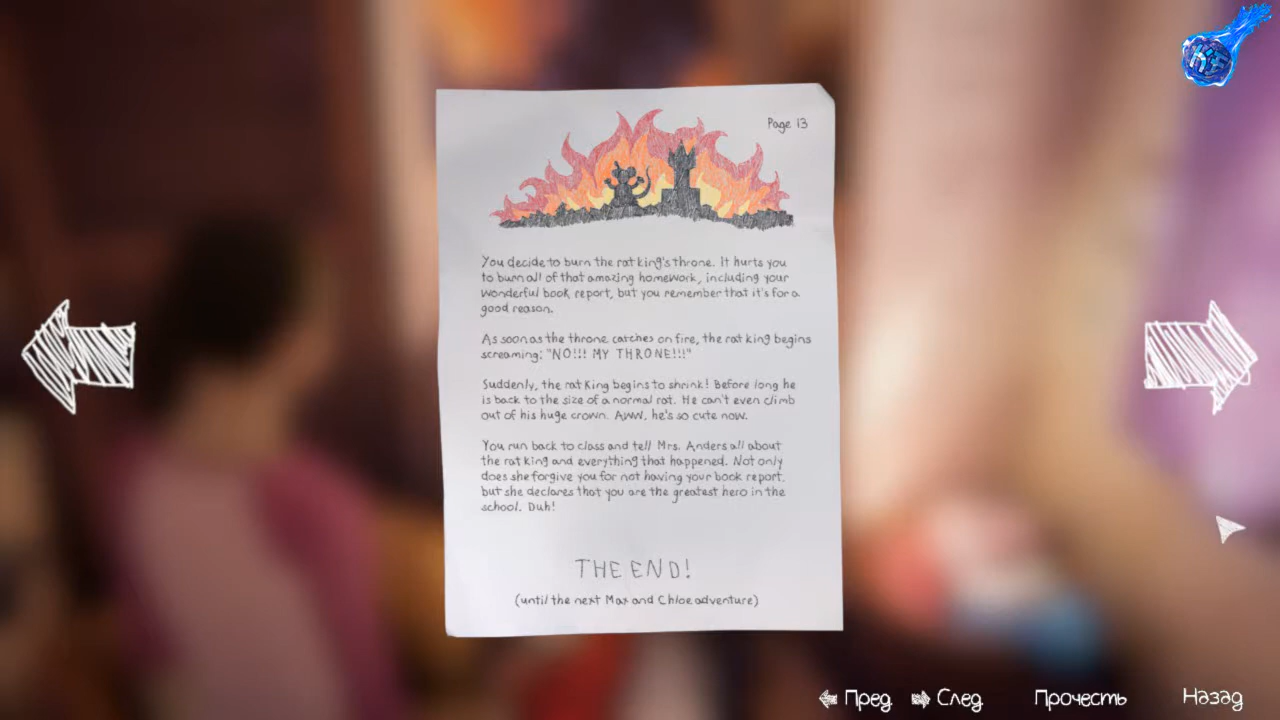 Page 13
You decide to burn the rat king's throne. It hurts you
to burn all of that amazing homework, including your
wonderful book report, but you remember that it's for a
good reason.
As soon as the throne catches on fire, the rat king begins
screaming: "NO!!! MY THRONE!!!"
Suddenly, the rat king begins to shrink! Before long he
is back to the size of a normal rat. He can't even climb
out of his huge crown. Aww, he's so cute now.
You run back to class and tell Mrs. Anders all about
the rat king and everything that happened. Not only
does she forgive you for not having your book report,
but she declares that you are the greatest hero in the
school. Duh!
THE END!
(until the next Max and Chloe adventure)
Пред След Прочесть Назад